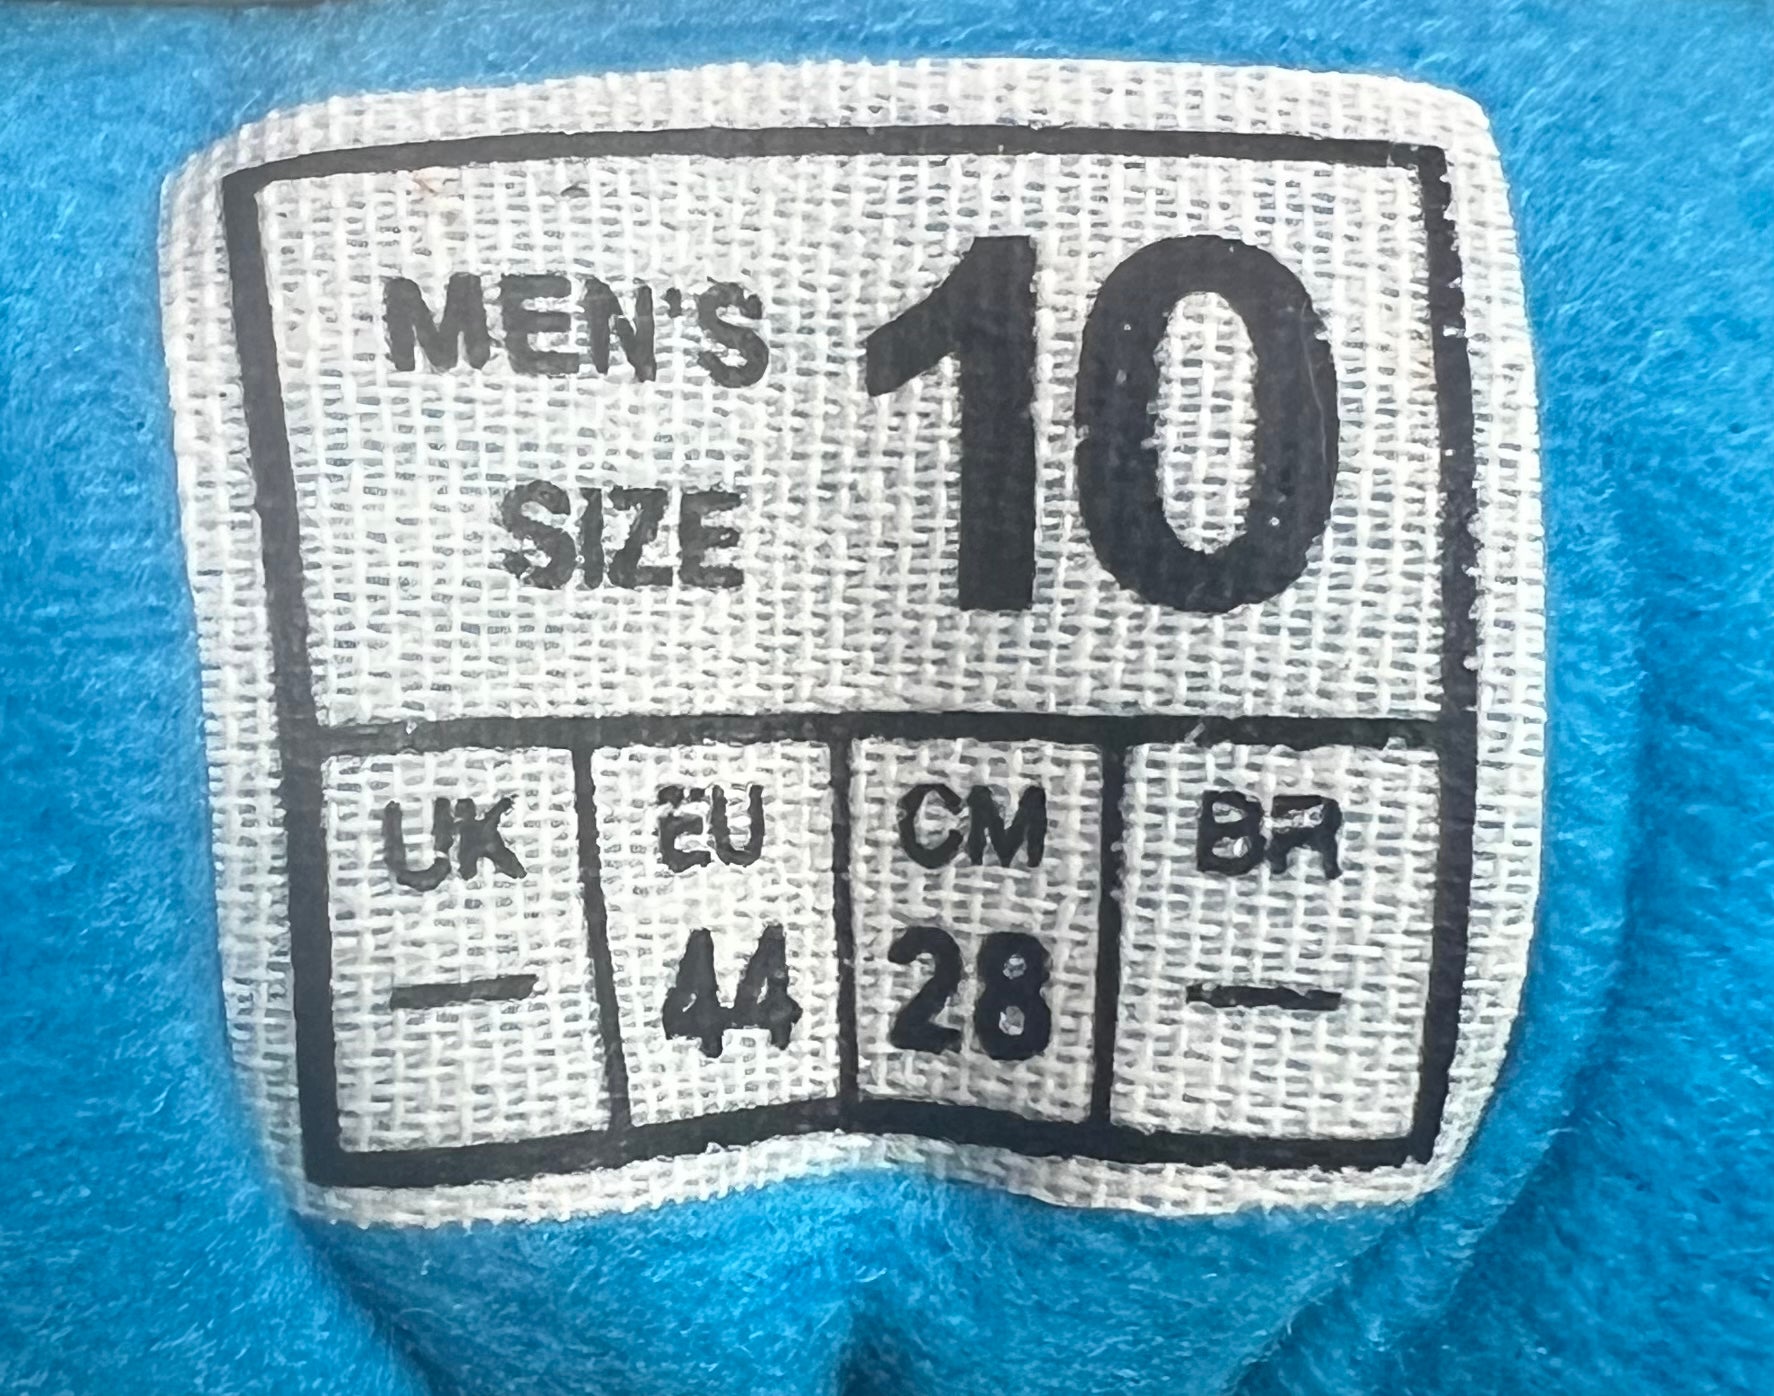 MEN'S 10
SIZE
UK EU CM BR
— 44 28 —